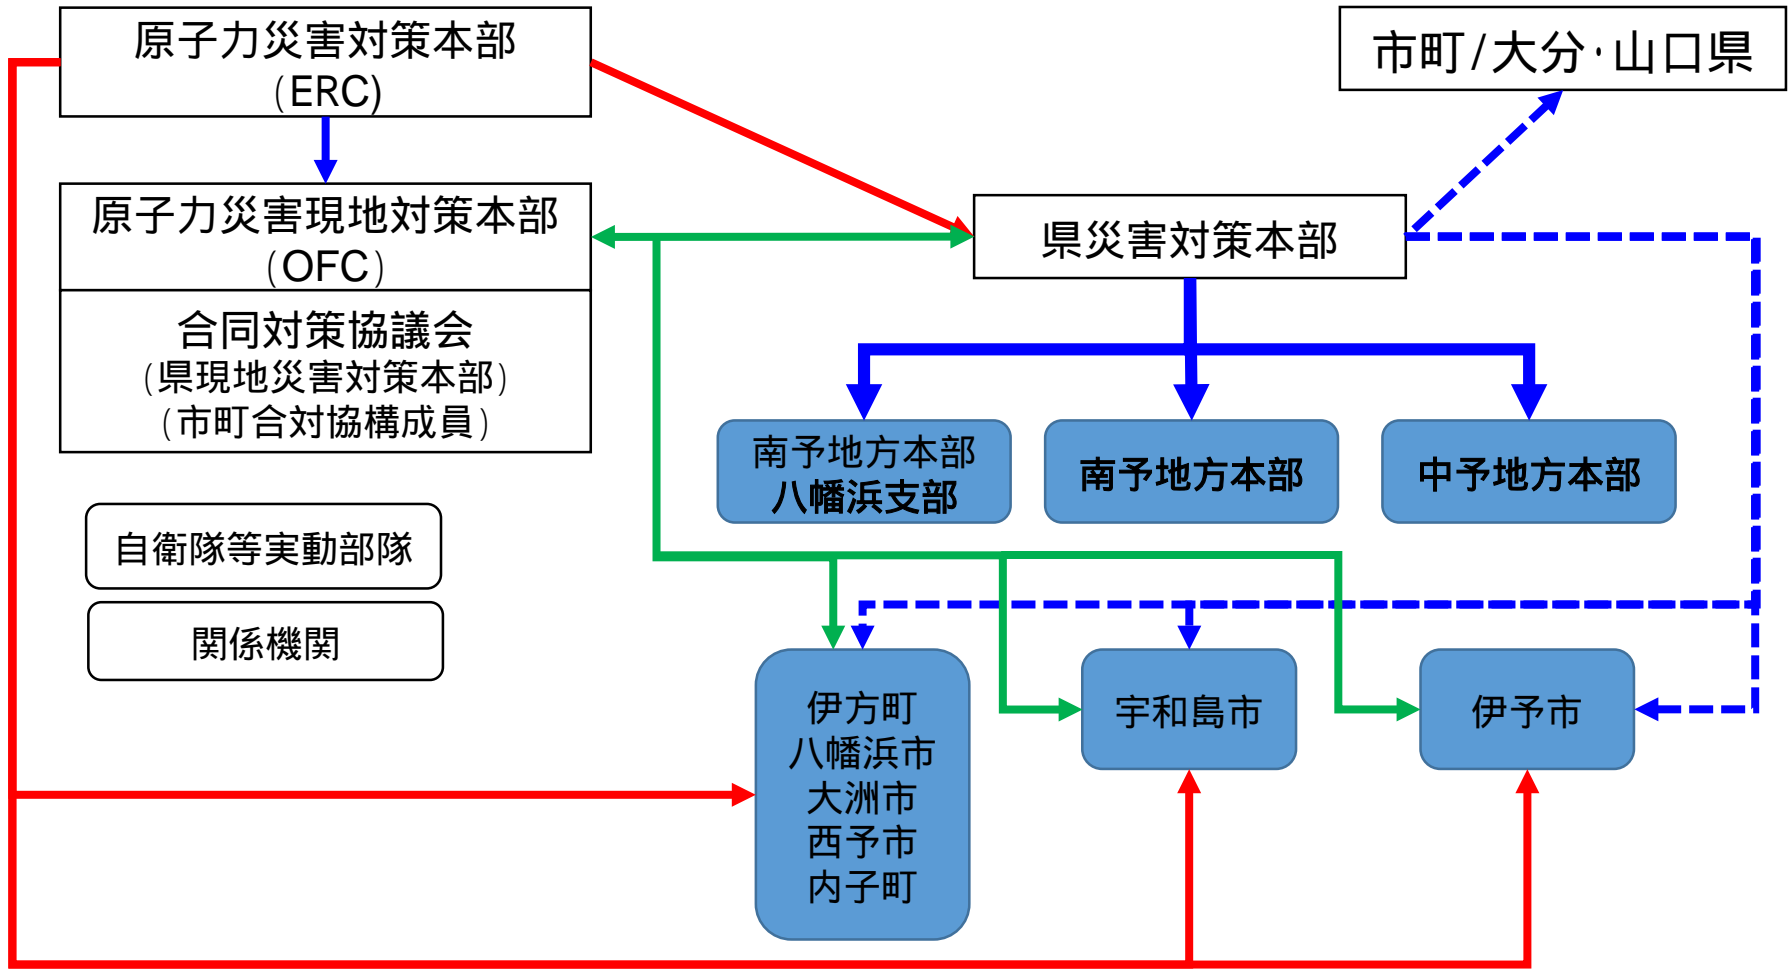 原子力災害対策本部
（ERC)
市町/大分・山口県
原子力災害現地対策本部
（OFC）
県災害対策本部
合同対策協議会
（県現地災害対策本部）
（市町合対協構成員）
南予地方本部
八幡浜支部
南予地方本部
中予地方本部
自衛隊等実動部隊
関係機関
伊方町
八幡浜市
大洲市
西予市
内子町
宇和島市
伊予市